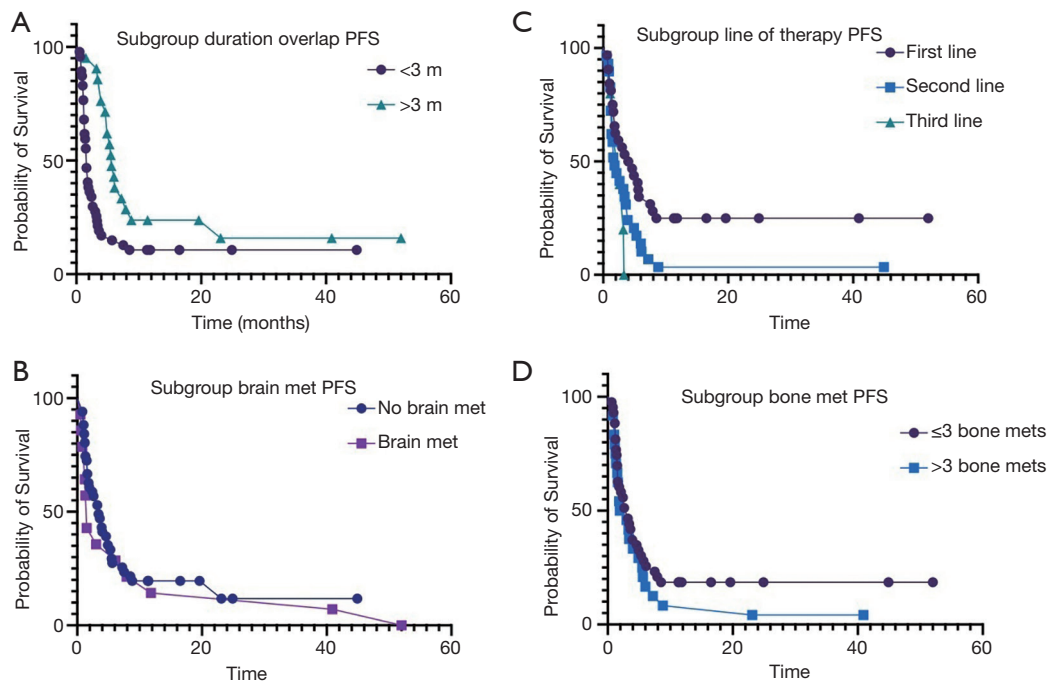 A
Subgroup duration overlap PFS
<3 m
>3 m
Probability of Survival
100
50
0
0 20 40 60
Time (months)
C
Subgroup line of therapy PFS
First line
Second line
Third line
Probability of Survival
100
50
0
0 20 40 60
Time
B
Subgroup brain met PFS
No brain met
Brain met
Probability of Survival
100
50
0
0 20 40 60
Time
D
Subgroup bone met PFS
≤3 bone mets
>3 bone mets
Probability of Survival
100
50
0
0 20 40 60
Time